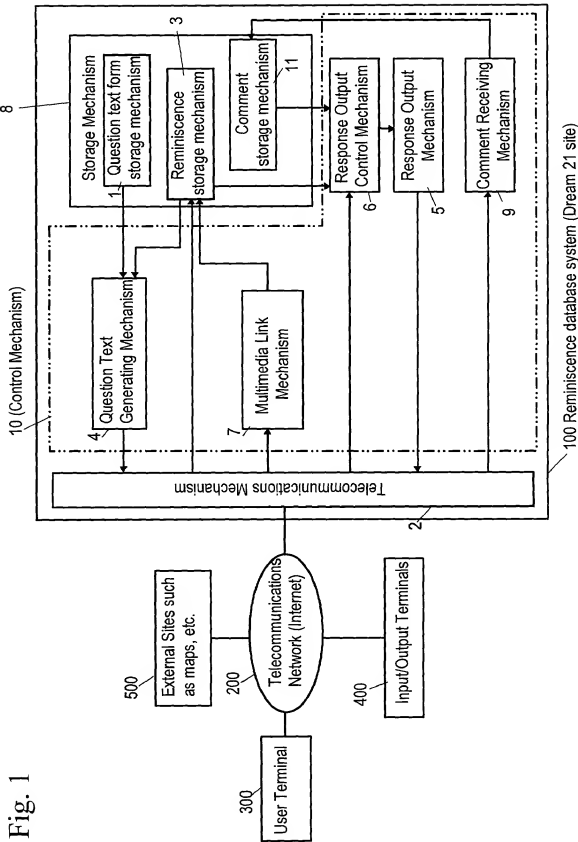 Fig. 1
10 (Control Mechanism)
8
Storage Mechanism
Question text form
storage mechanism
1
3
Reminiscence
storage mechanism
Comment
storage mechanism
11
Question Text
Generating Mechanism
4
Multimedia Link
Mechanism
7
Response Output
Control Mechanism
6
Response Output
Mechanism
5
Comment Receiving
Mechanism
9
Telecommunications Mechanism
2
100 Reminiscence database system (Dream 21 site)
500
External Sites such
as maps, etc.
200
Telecommunications
Network (Internet)
300
User Terminal
400
Input/Output Terminals